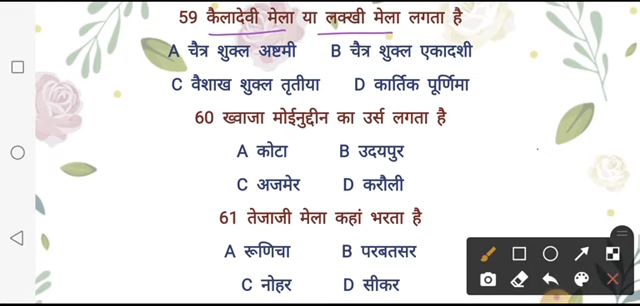 59 कैलादेवी मेला या लक्खी मेला लगता है
A चैत्र शुक्ल अष्टमी B चैत्र शुक्ल एकादशी
C वैशाख शुक्ल तृतीया D कार्तिक पूर्णिमा
60 ख्वाजा मोईनुद्दीन का उर्स लगता है
A कोटा B उदयपुर
C अजमेर D करौली
61 तेजाजी मेला कहां भरता है
A रूणिचा B परबतसर
C नोहर D सीकर